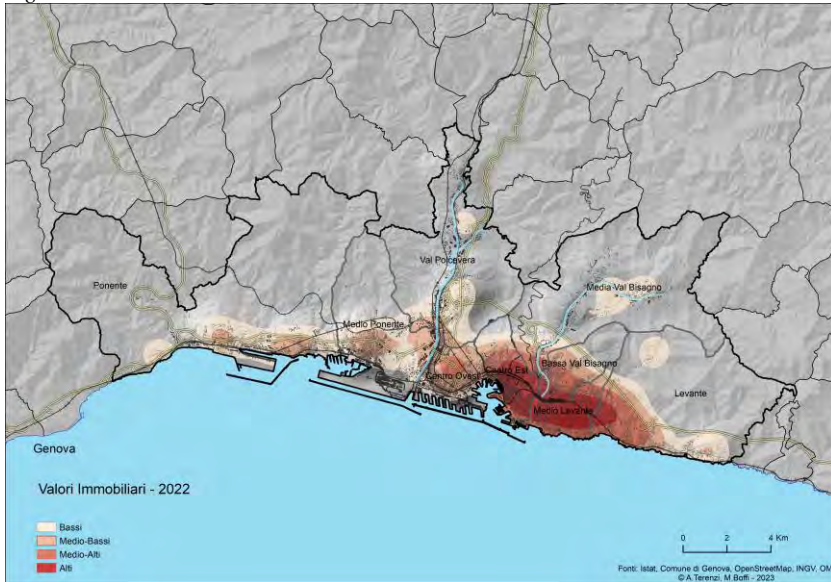 Val Polcevera
Ponente
Media Val Bisagno
Medio Ponente
Centro Est
Bassa Val Bisagno
Centro Ovest
Levante
Medio Levante
Genova
Valori Immobiliari - 2022
Bassi
Medio-Bassi
Medio-Alti
Alti
0 2 4 Km
Fonti: Istat, Comune di Genova, OpenStreetMap, INGV, OM
© A.Terenzi, M.Boffi - 2023